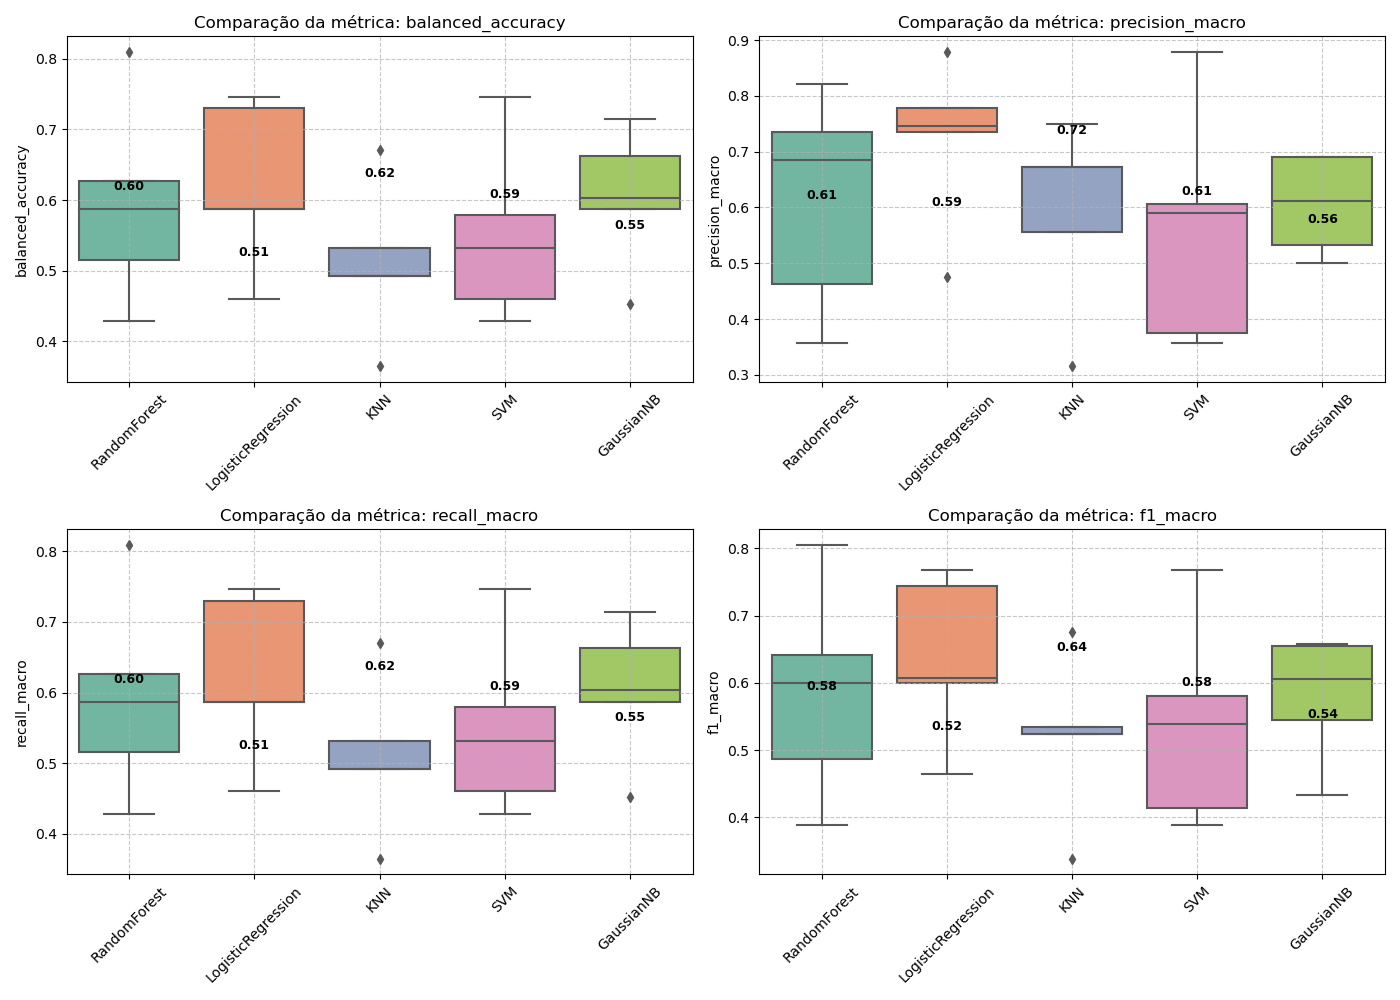 Comparação da métrica: balanced_accuracy
balanced_accuracy
0.8
0.7
0.6
0.5
0.4
0.60
0.51
0.62
0.59
0.55
RandomForest
LogisticRegression
KNN
SVM
GaussianNB
Comparação da métrica: precision_macro
precision_macro
0.9
0.8
0.7
0.6
0.5
0.4
0.3
0.61
0.59
0.72
0.61
0.56
RandomForest
LogisticRegression
KNN
SVM
GaussianNB
Comparação da métrica: recall_macro
recall_macro
0.8
0.7
0.6
0.5
0.4
0.60
0.51
0.62
0.59
0.55
RandomForest
LogisticRegression
KNN
SVM
GaussianNB
Comparação da métrica: f1_macro
f1_macro
0.8
0.7
0.6
0.5
0.4
0.58
0.52
0.64
0.58
0.54
RandomForest
LogisticRegression
KNN
SVM
GaussianNB